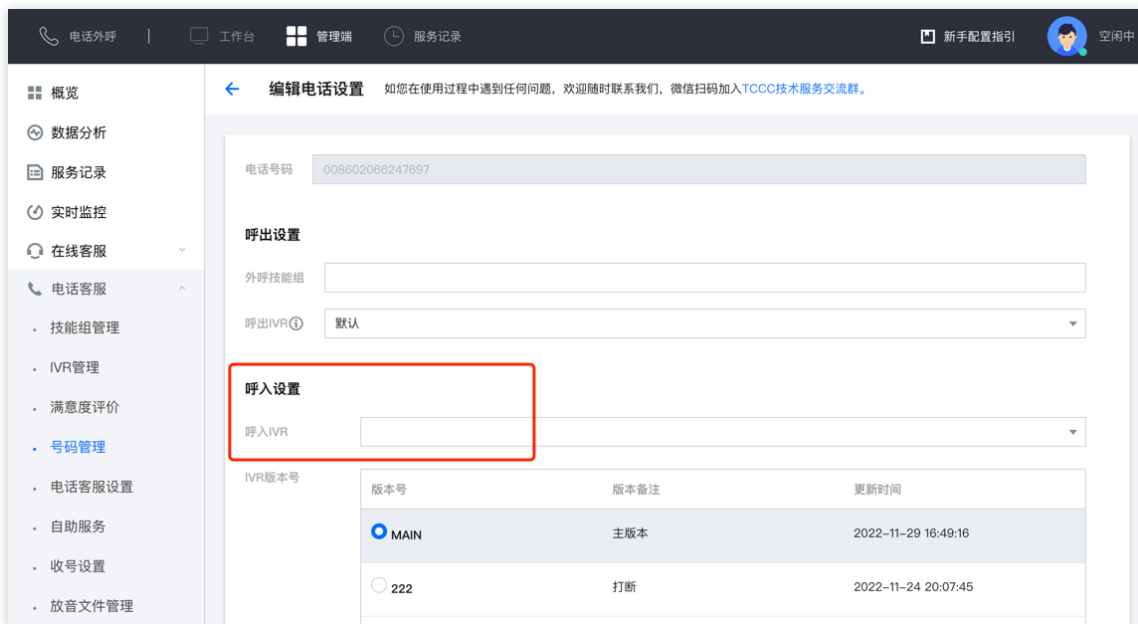 电话外呼 | 工作台 管理端 服务记录 新手配置指引 空闲中
概览
数据分析
服务记录
实时监控
在线客服
电话客服
技能组管理
IVR管理
满意度评价
号码管理
电话客服设置
自助服务
收号设置
放音文件管理
编辑电话设置 如您在使用过程中遇到任何问题，欢迎随时联系我们，微信扫码加入TCCC技术服务交流群。
电话号码 008602066247697
呼出设置
外呼技能组
呼出IVR 默认
呼入设置
呼入IVR
IVR版本号
版本号 版本备注 更新时间
MAIN 主版本 2022-11-29 16:49:16
222 打断 2022-11-24 20:07:45